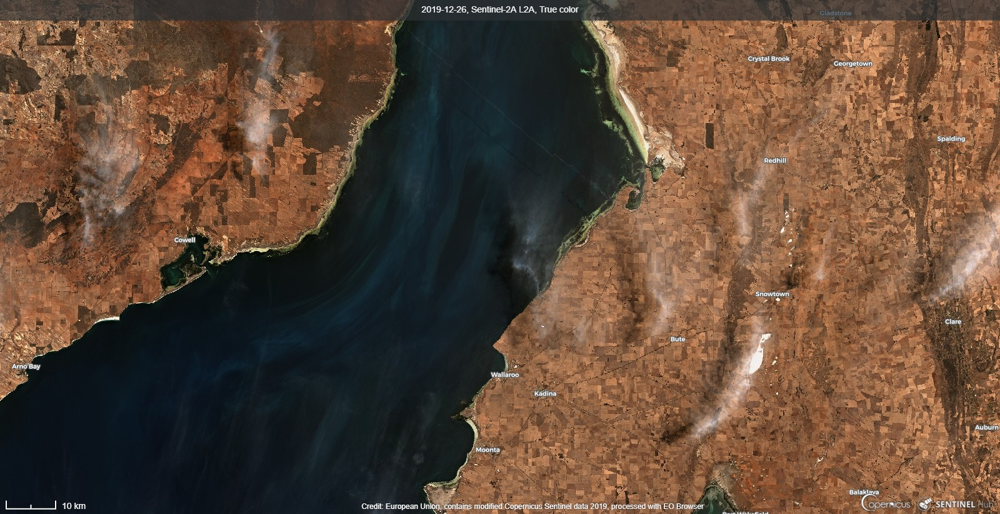 2019-12-26, Sentinel-2A L2A, True color
Gladstone
Crystal Brook
Georgetown
Spalding
Redhill
Cowell
Snowtown
Clare
Bute
Arno Bay
Wallaroo
Kadina
Auburn
Moonta
Balaklava
10 km
Credit: European Union, contains modified Copernicus Sentinel data 2019, processed with EO Browser
opernicus
SENTINEL Hub
Port Wakefield